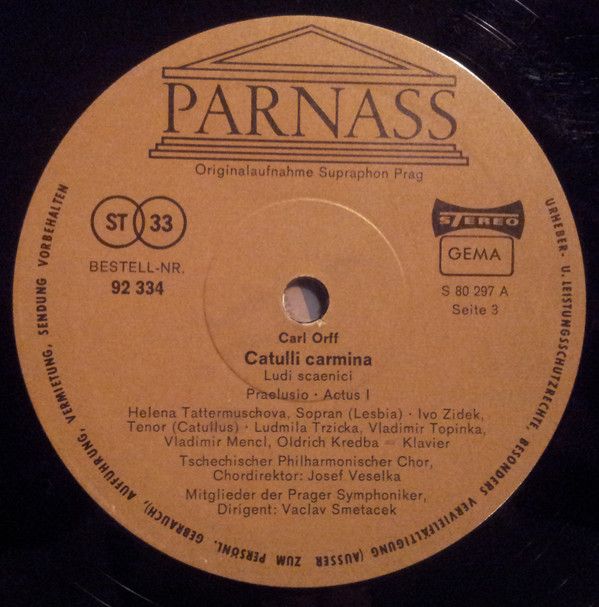 PARNASS
Originalaufnahme Supraphon Prag
ST 33
BESTELL-NR.
92 334
STEREO
GEMA
S 80 297 A
Seite 3
Carl Orff
Catulli carmina
Ludi scaenici
Praelusio · Actus I
Helena Tattermuschova, Sopran (Lesbia) · Ivo Zidek,
Tenor (Catullus) · Ludmila Trzicka, Vladimir Topinka,
Vladimir Mencl, Oldrich Kredba — Klavier
Tschechischer Philharmonischer Chor,
Chordirektor: Josef Veselka
Mitglieder der Prager Symphoniker,
Dirigent: Vaclav Smetacek
URHEBER- U. LEISTUNGSSCHUTZRECHTE, BESONDERS VERVIELFÄLTIGUNG (AUSSER ZUM PERSÖNL. GEBRAUCH), AUFFÜHRUNG, VERMIETUNG, SENDUNG VORBEHALTEN